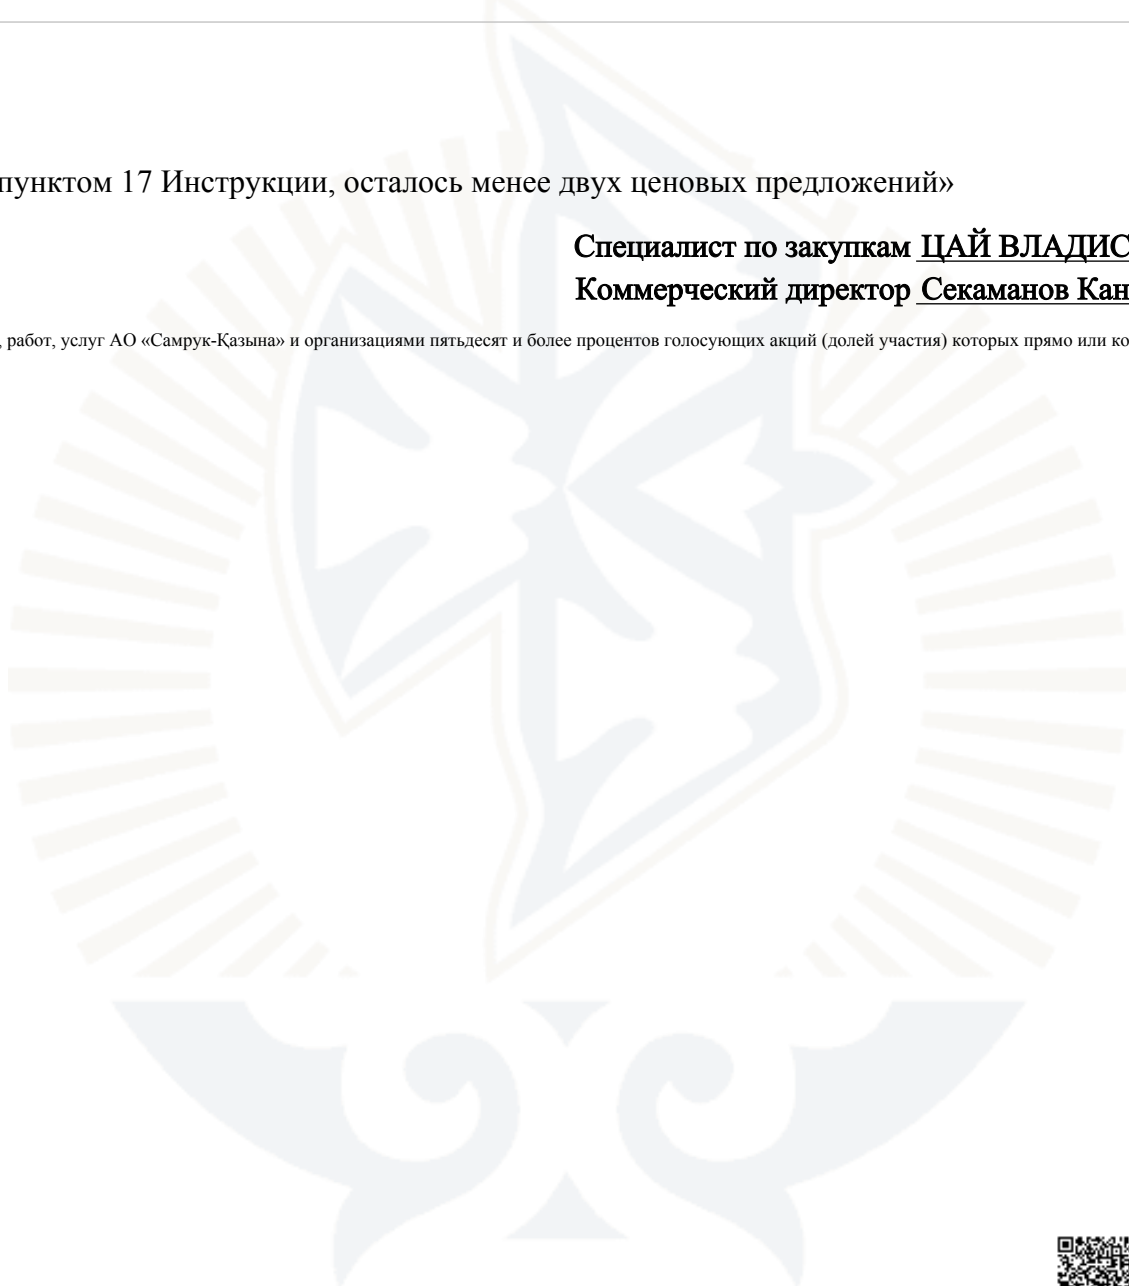 пунктом 17 Инструкции, осталось менее двух ценовых предложений»
Специалист по закупкам ЦАЙ ВЛАДИС
Коммерческий директор Секаманов Кан
, работ, услуг АО «Самрук-Қазына» и организациями пятьдесят и более процентов голосующих акций (долей участия) которых прямо или ко